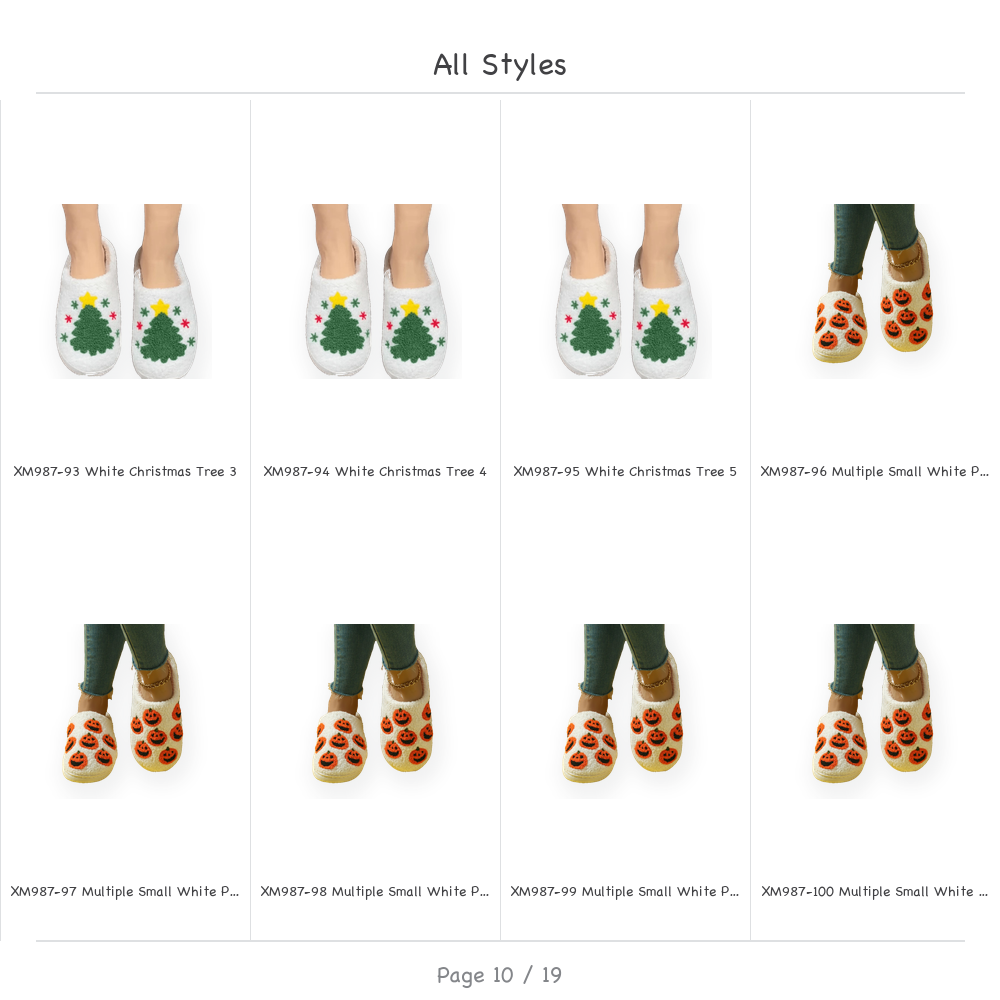 All Styles
XM987-93 White Christmas Tree 3
XM987-94 White Christmas Tree 4
XM987-95 White Christmas Tree 5
XM987-96 Multiple Small White P...
XM987-97 Multiple Small White P...
XM987-98 Multiple Small White P...
XM987-99 Multiple Small White P...
XM987-100 Multiple Small White ...
Page 10 / 19